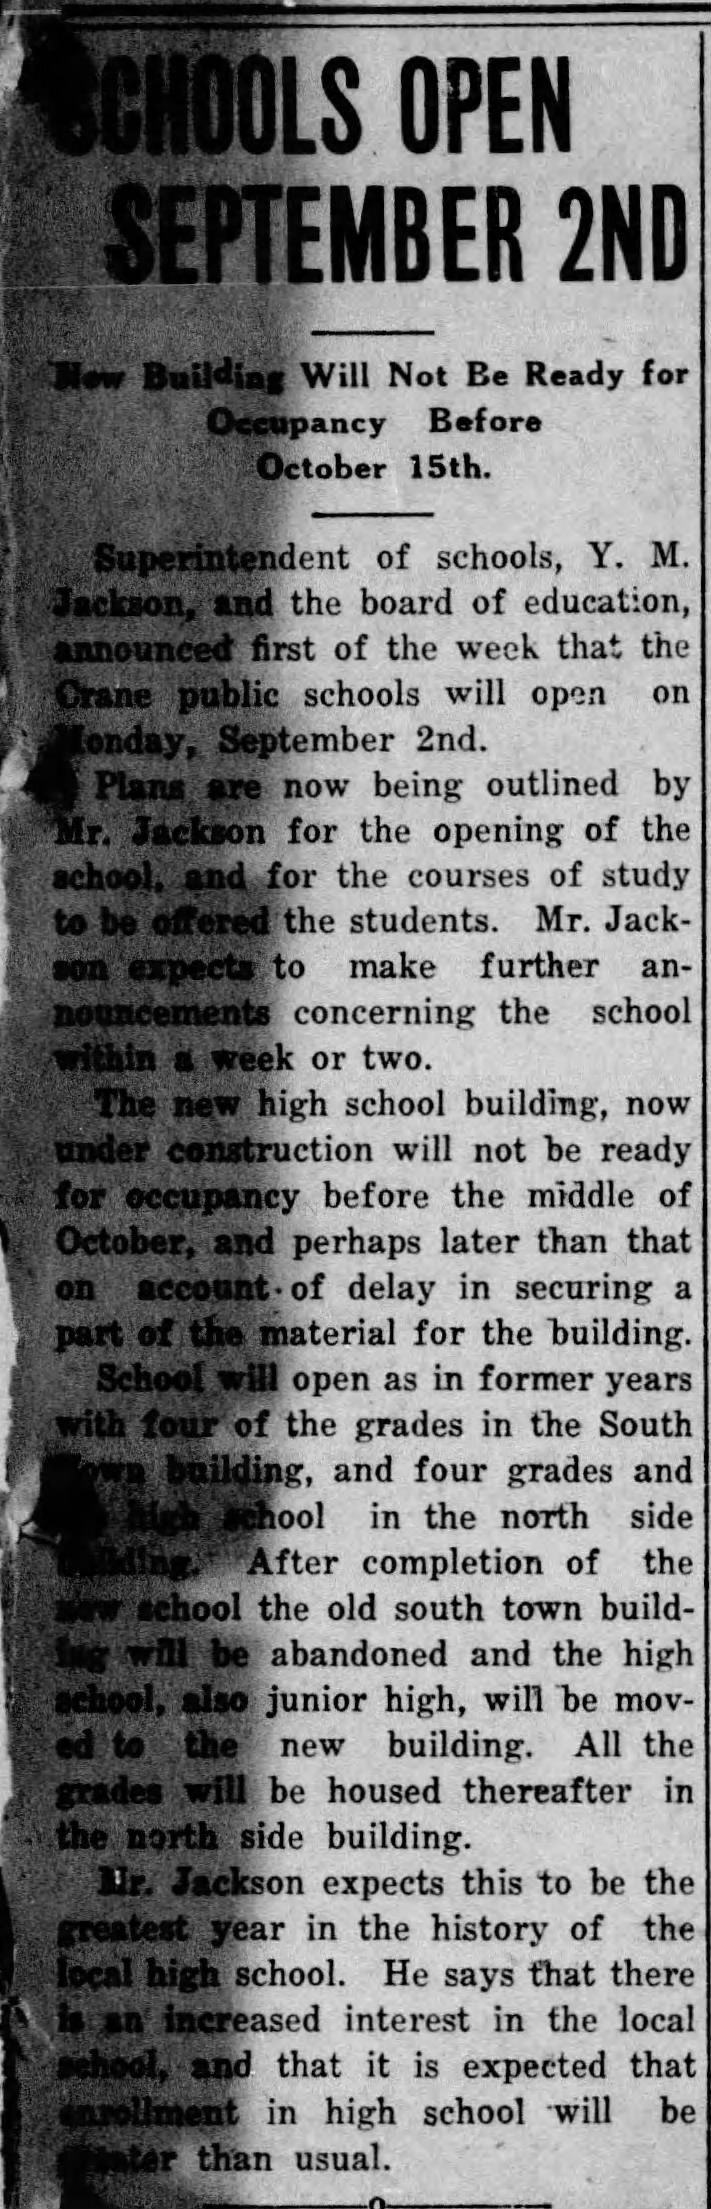 SCHOOLS OPEN
SEPTEMBER 2ND
New Building Will Not Be Ready for
Occupancy Before
October 15th.
Superintendent of schools, Y. M.
Jackson, and the board of education,
announced first of the week that the
Crane public schools will open on
Monday, September 2nd.
Plans are now being outlined by
Mr. Jackson for the opening of the
school, and for the courses of study
to be offered the students. Mr. Jack-
son expects to make further an-
nouncements concerning the school
within a week or two.
The new high school building, now
under construction will not be ready
for occupancy before the middle of
October, and perhaps later than that
on account of delay in securing a
part of the material for the building.
School will open as in former years
with four of the grades in the South
Town building, and four grades and
high school in the north side
building. After completion of the
new school the old south town build-
ing will be abandoned and the high
school, also junior high, will be mov-
ed to the new building. All the
grades will be housed thereafter in
the north side building.
Mr. Jackson expects this to be the
greatest year in the history of the
local high school. He says that there
is an increased interest in the local
school, and that it is expected that
enrollment in high school will be
greater than usual.